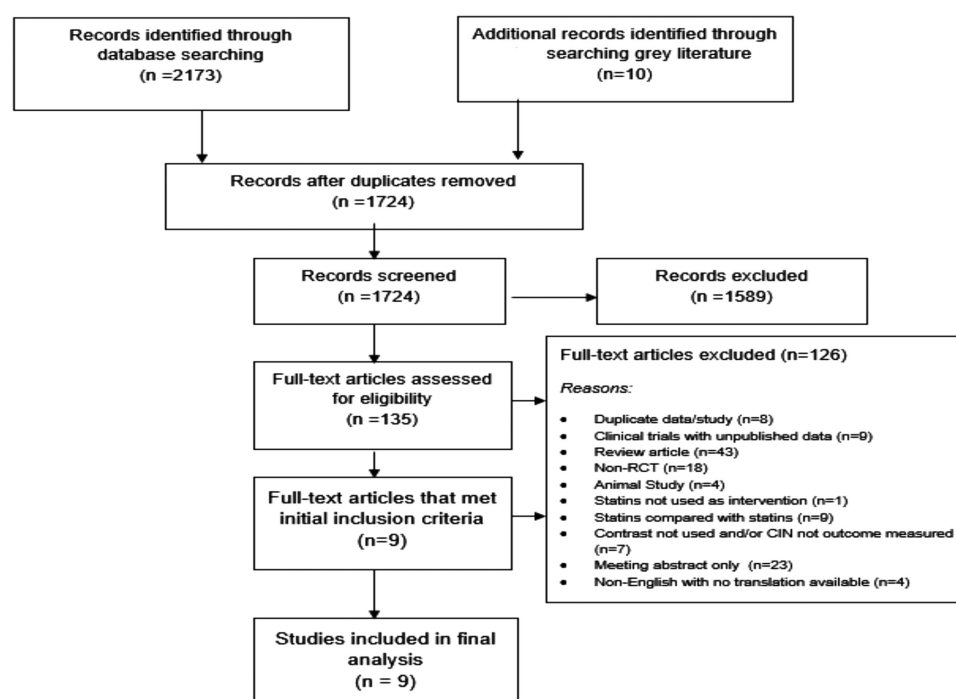 Records identified through
database searching
(n =2173)
Additional records identified through
searching grey literature
(n=10)
Records after duplicates removed
(n =1724)
Records screened
(n =1724)
Records excluded
(n =1589)
Full-text articles assessed
for eligibility
(n =135)
Full-text articles excluded (n=126)
Reasons:
• Duplicate data/study (n=8)
• Clinical trials with unpublished data (n=9)
• Review article (n=43)
• Non-RCT (n=18)
• Animal Study (n=4)
• Statins not used as intervention (n=1)
• Statins compared with statins (n=9)
• Contrast not used and/or CIN not outcome measured
(n=7)
• Meeting abstract only (n=23)
• Non-English with no translation available (n=4)
Full-text articles that met
initial inclusion criteria
(n=9)
Studies included in final
analysis
(n = 9)